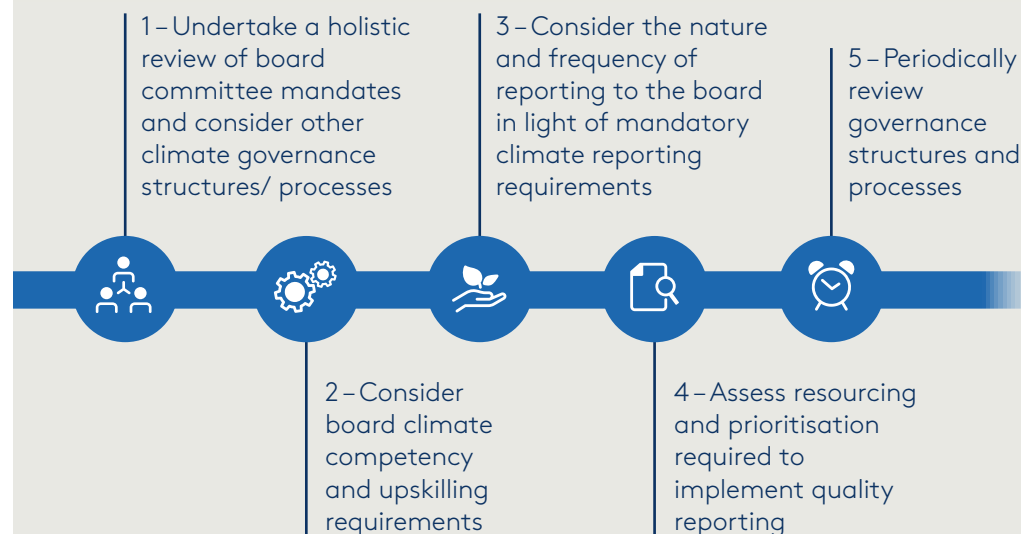 1 – Undertake a holistic
review of board
committee mandates
and consider other
climate governance
structures/ processes
2 – Consider
board climate
competency
and upskilling
requirements
3 – Consider the nature
and frequency of
reporting to the board
in light of mandatory
climate reporting
requirements
4 – Assess resourcing
and prioritisation
required to
implement quality
reporting
5 – Periodically
review
governance
structures and
processes